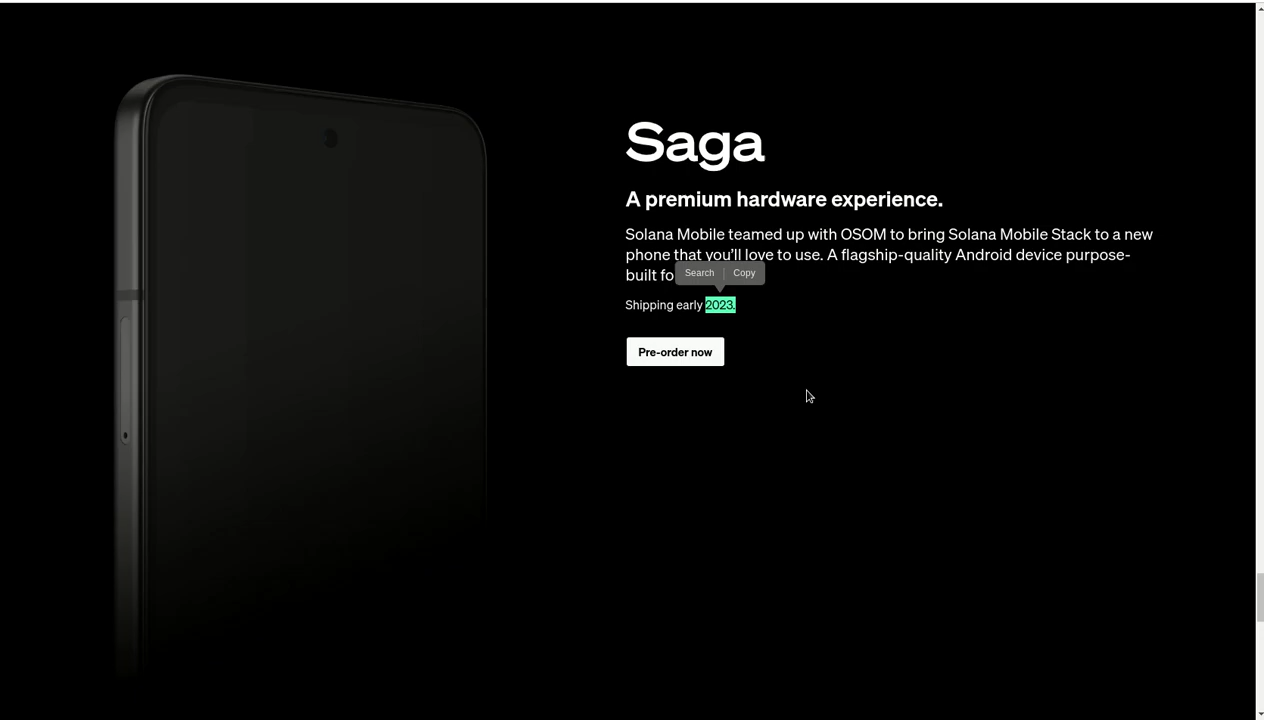 Saga
A premium hardware experience.
Solana Mobile teamed up with OSOM to bring Solana Mobile Stack to a new
phone that you'll love to use. A flagship-quality Android device purpose-
built fo
Search Copy
Shipping early 2023.
Pre-order now